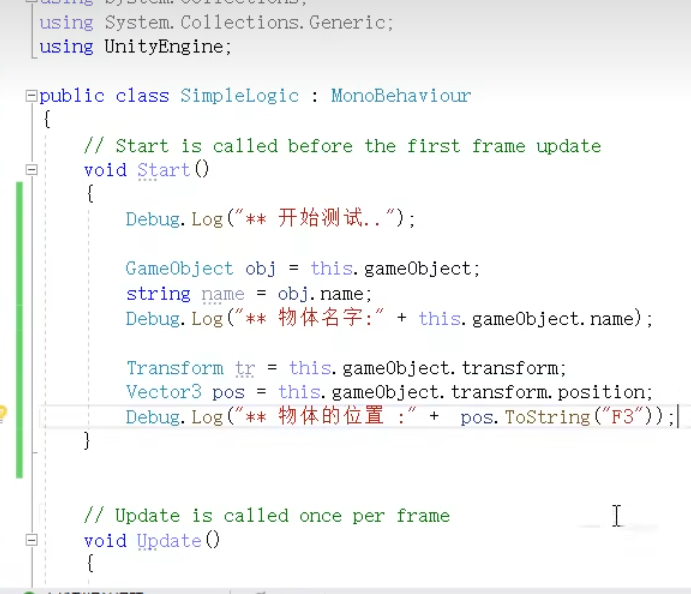 using System.Collections;
using System.Collections.Generic;
using UnityEngine;
public class SimpleLogic : MonoBehaviour
{
// Start is called before the first frame update
void Start()
{
Debug.Log("** 开始测试..");
GameObject obj = this.gameObject;
string name = obj.name;
Debug.Log("** 物体名字:" + this.gameObject.name);
Transform tr = this.gameObject.transform;
Vector3 pos = this.gameObject.transform.position;
Debug.Log("** 物体的位置 :" +  pos.ToString("F3"));
}
// Update is called once per frame
void Update()
{